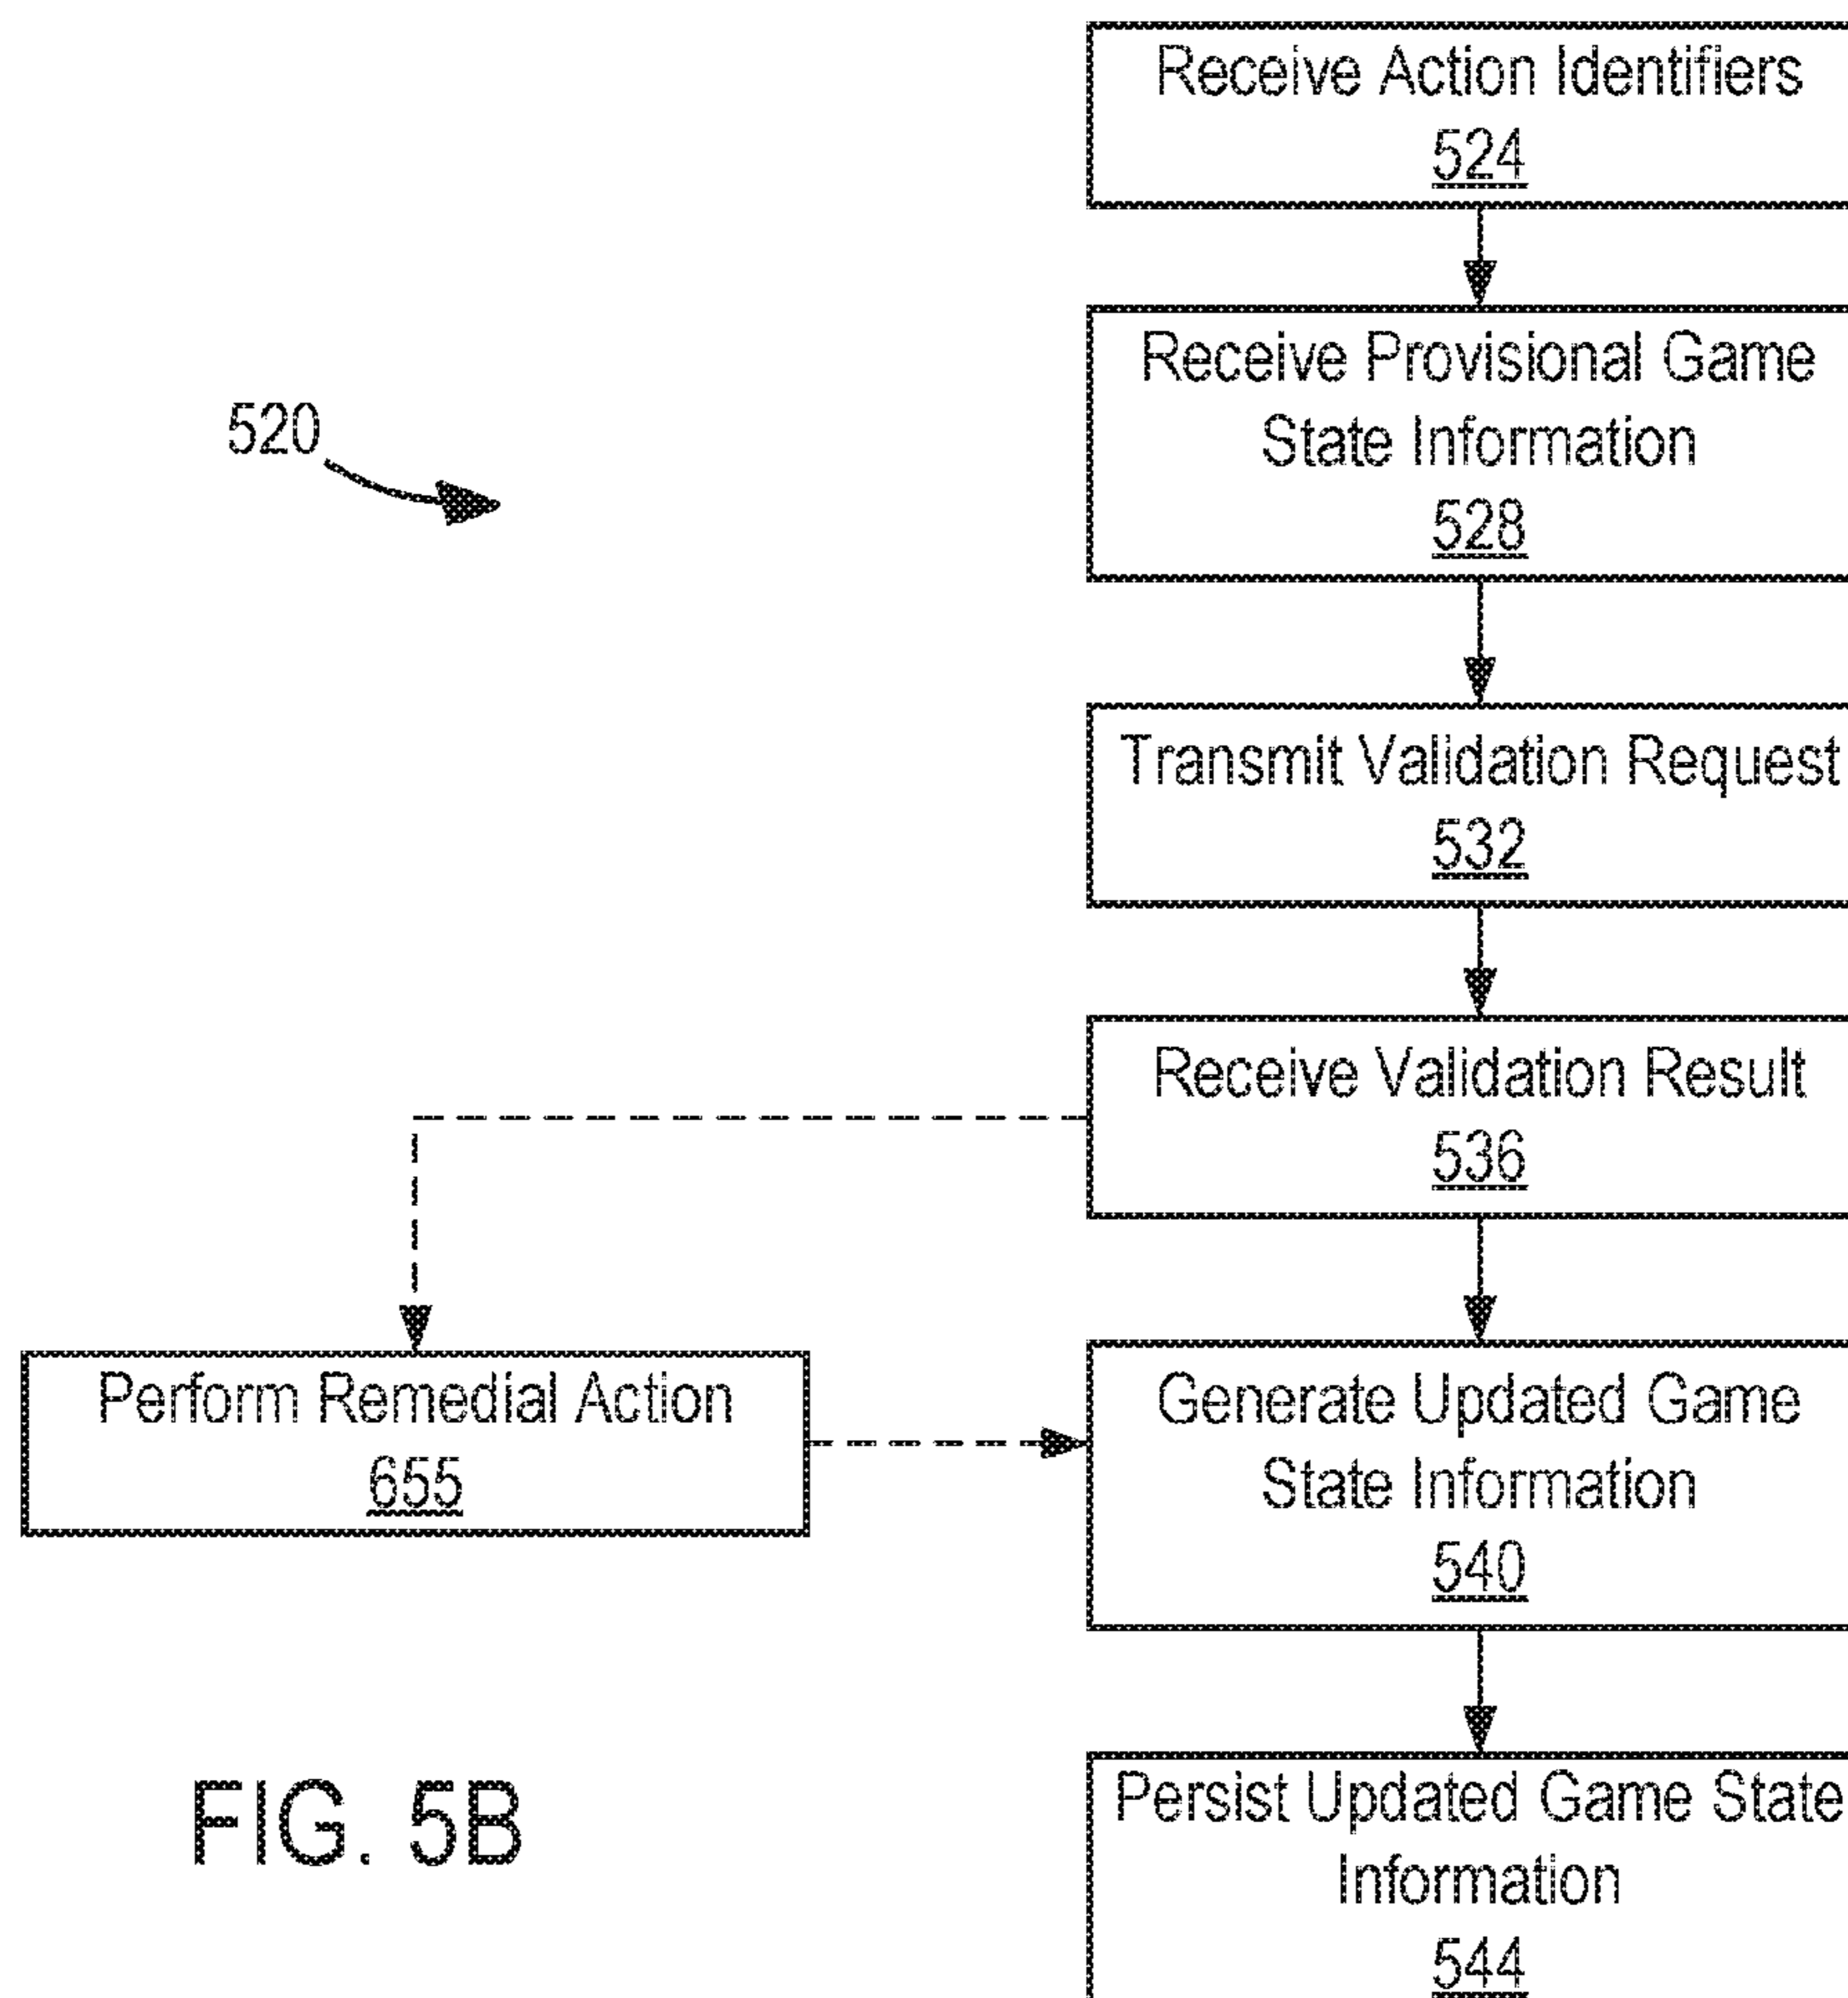 Receive Action Identifiers
524
Receive Provisional Game
State Information
528
520
Transmit Validation Request
532
Receive Validation Result
536
Perform Remedial Action
655
Generate Updated Game
State Information
540
Persist Updated Game State
Information
544
FIG. 5B